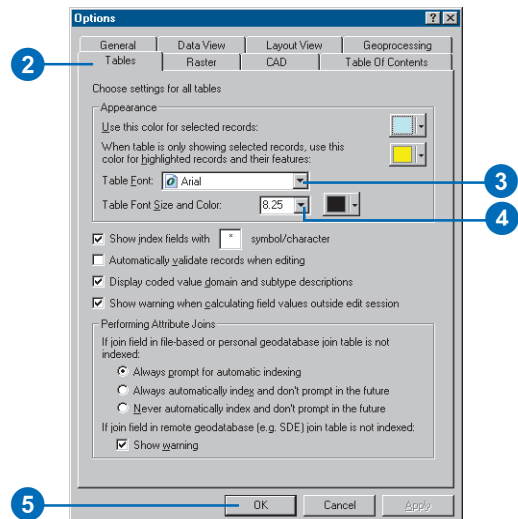 Options
General Data View Layout View Geoprocessing
2
Tables Raster CAD Table Of Contents
Choose settings for all tables
Appearance
Use this color for selected records:
When table is only showing selected records, use this
color for highlighted records and their features:
Table Font: Arial
3
Table Font Size and Color: 8.25
4
Show index fields with * symbol/character
Automatically validate records when editing
Display coded value domain and subtype descriptions
Show warning when calculating field values outside edit session
Performing Attribute Joins
If join field in file-based or personal geodatabase join table is not
indexed:
Always prompt for automatic indexing
Always automatically index and don't prompt in the future
Never automatically index and don't prompt in the future
If join field in remote geodatabase (e.g. SDE) join table is not indexed:
Show warning
5
OK Cancel Apply